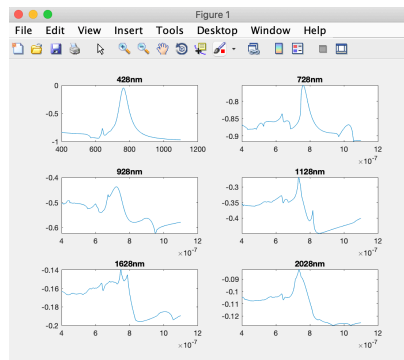 Figure 1
File Edit View Insert Tools Desktop Window Help
428nm
0
-0.5
-1
400 600 800 1000 1200
728nm
-0.8
-0.85
-0.9
4 6 8 10 12
×10⁻⁷
928nm
-0.4
-0.5
-0.6
4 6 8 10 12
×10⁻⁷
1128nm
-0.3
-0.35
-0.4
4 6 8 10 12
×10⁻⁷
1628nm
-0.14
-0.16
-0.18
-0.2
4 6 8 10 12
×10⁻⁷
2028nm
-0.09
-0.1
-0.11
-0.12
4 6 8 10 12
×10⁻⁷